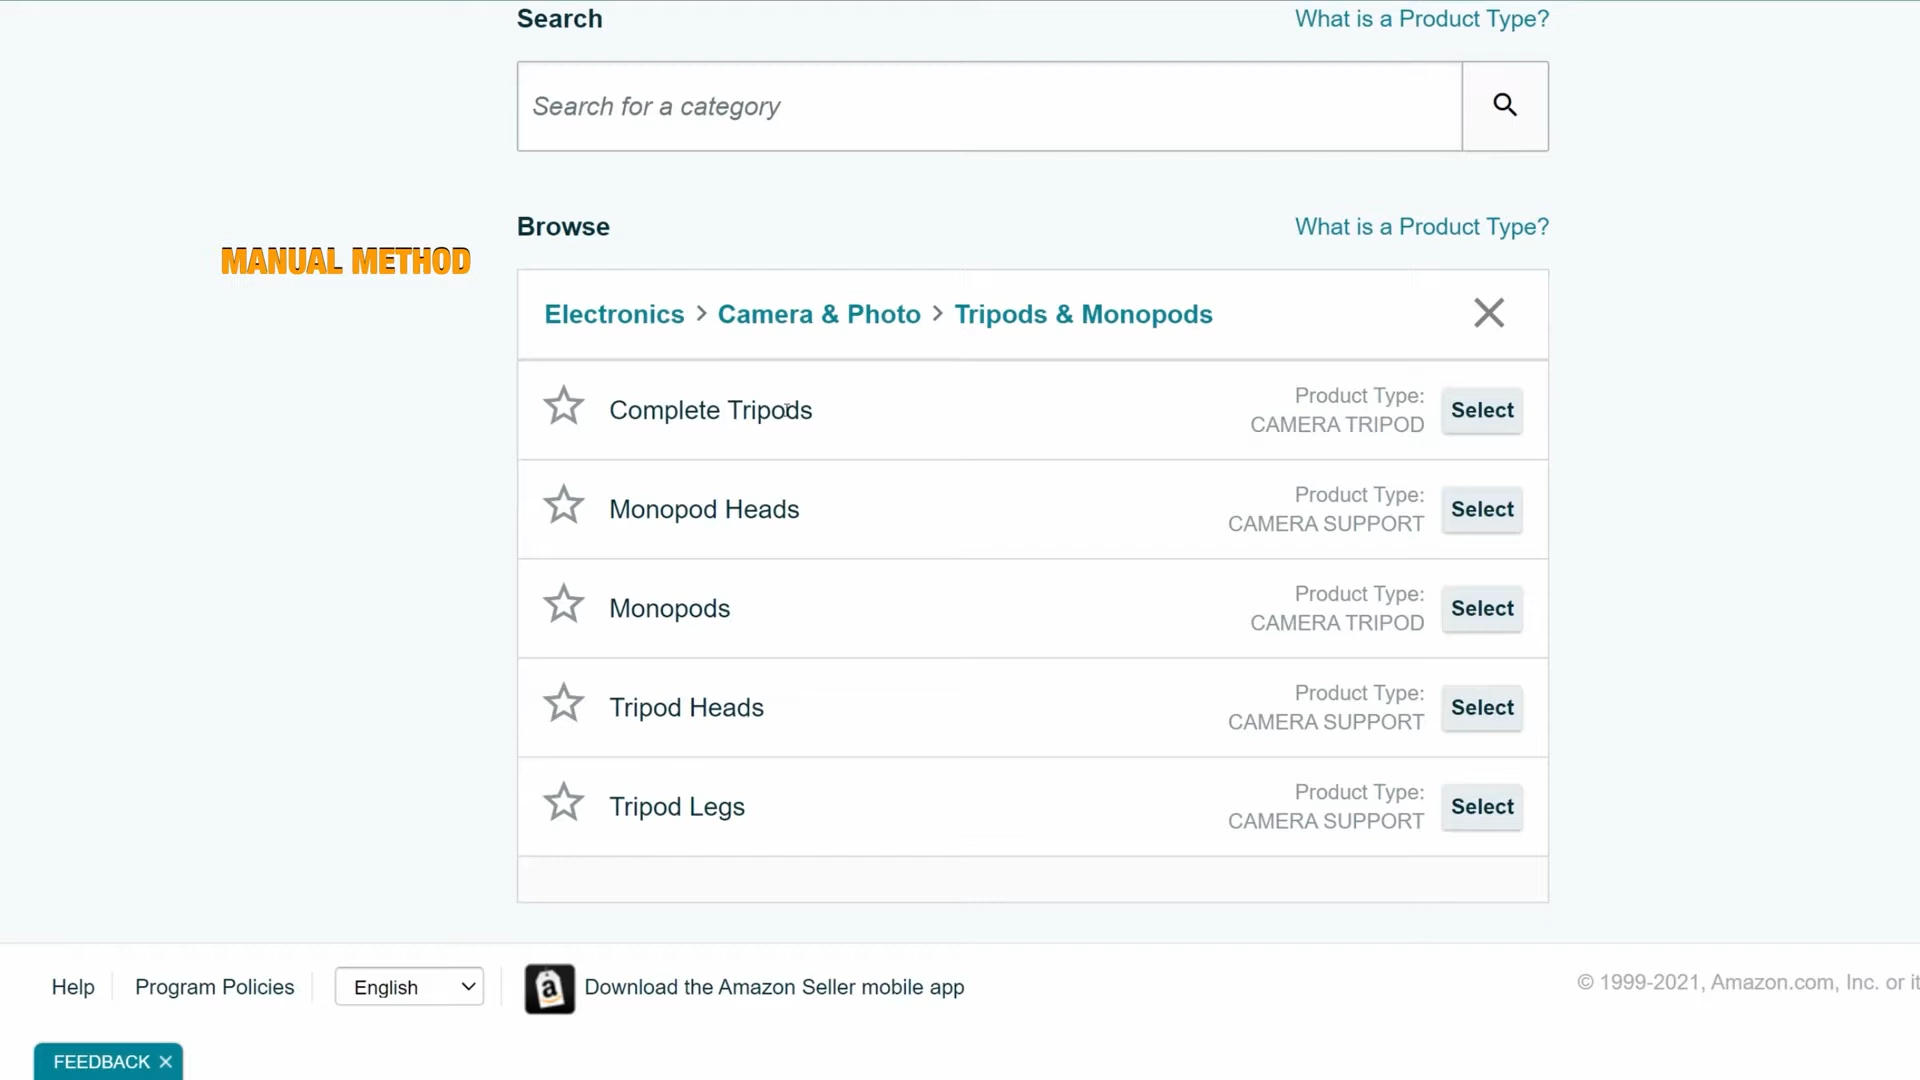 Search
What is a Product Type?
Search for a category
Browse
What is a Product Type?
MANUAL METHOD
Electronics > Camera & Photo > Tripods & Monopods
Complete Tripods
Product Type:
CAMERA TRIPOD
Select
Monopod Heads
Product Type:
CAMERA SUPPORT
Select
Monopods
Product Type:
CAMERA TRIPOD
Select
Tripod Heads
Product Type:
CAMERA SUPPORT
Select
Tripod Legs
Product Type:
CAMERA SUPPORT
Select
Help
Program Policies
English
a
Download the Amazon Seller mobile app
© 1999-2021, Amazon.com, Inc. or it
FEEDBACK